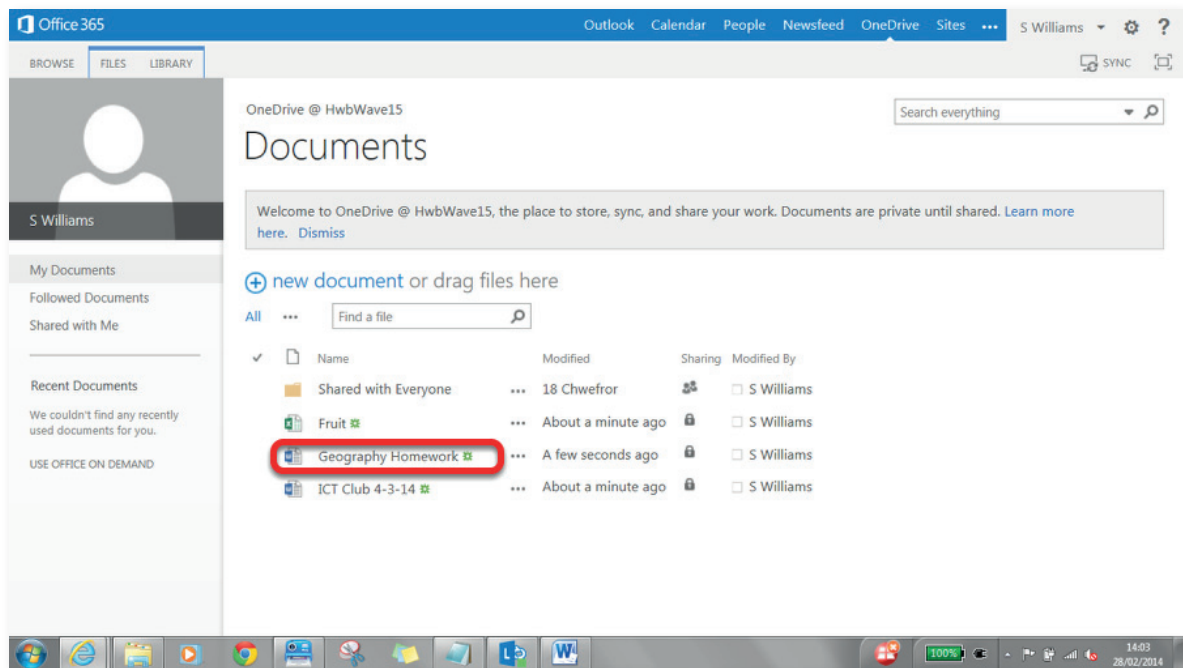 Office 365
Outlook Calendar People Newsfeed OneDrive Sites ••• S Williams ?
BROWSE FILES LIBRARY SYNC
OneDrive @ HwbWave15
Search everything
Documents
S Williams
Welcome to OneDrive @ HwbWave15, the place to store, sync, and share your work. Documents are private until shared. Learn more
here. Dismiss
My Documents
Followed Documents
Shared with Me
new document or drag files here
All ••• Find a file
Name Modified Sharing Modified By
Recent Documents
We couldn't find any recently
used documents for you.
USE OFFICE ON DEMAND
Shared with Everyone ••• 18 Chwefror S Williams
Fruit ••• About a minute ago S Williams
Geography Homework ••• A few seconds ago S Williams
ICT Club 4-3-14 ••• About a minute ago S Williams
100%
14:03
28/02/2014